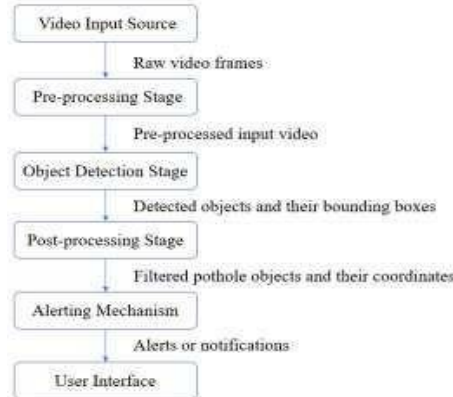 Video Input Source
Raw video frames
Pre-processing Stage
Pre-processed input video
Object Detection Stage
Detected objects and their bounding boxes
Post-processing Stage
Filtered pothole objects and their coordinates
Alerting Mechanism
Alerts or notifications
User Interface